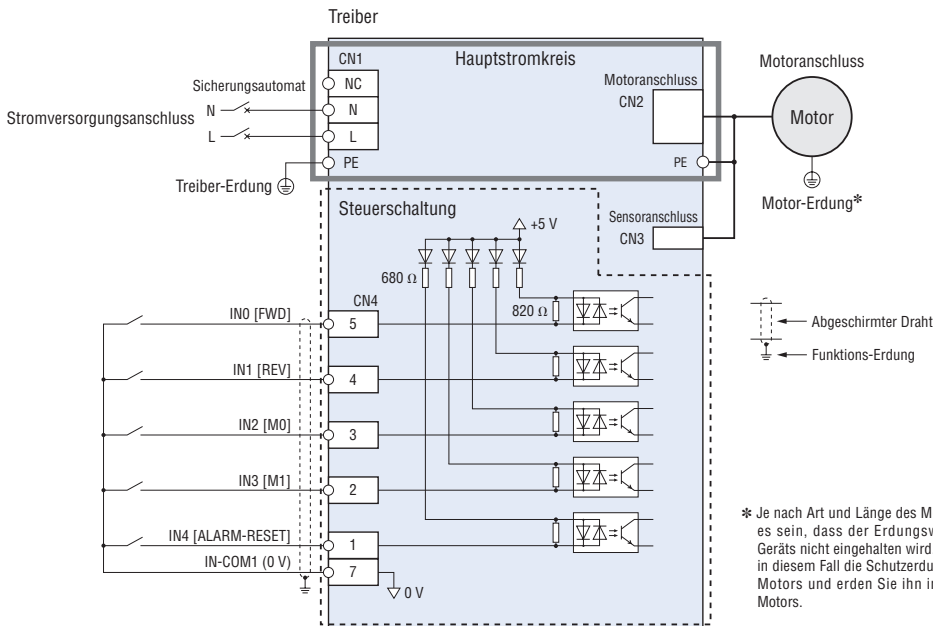 Treiber
CN1
Hauptstromkreis
Motoranschluss
NC
Sicherungsautomat
Motoranschluss
CN2
Stromversorgungsanschluss
N
N
Motor
L
L
PE
PE
Treiber-Erdung
Motor-Erdung*
Steuerschaltung
Sensoranschluss
+5 V
CN3
680 Ω
CN4
820 Ω
IN0 [FWD]
5
Abgeschirmter Draht
Funktions-Erdung
IN1 [REV]
4
IN2 [M0]
3
IN3 [M1]
2
IN4 [ALARM-RESET]
1
IN-COM1 (0 V)
7
0 V
* Je nach Art und Länge des M
es sein, dass der Erdungsw
Geräts nicht eingehalten wird
in diesem Fall die Schutzerdu
Motors und erden Sie ihn i
Motors.